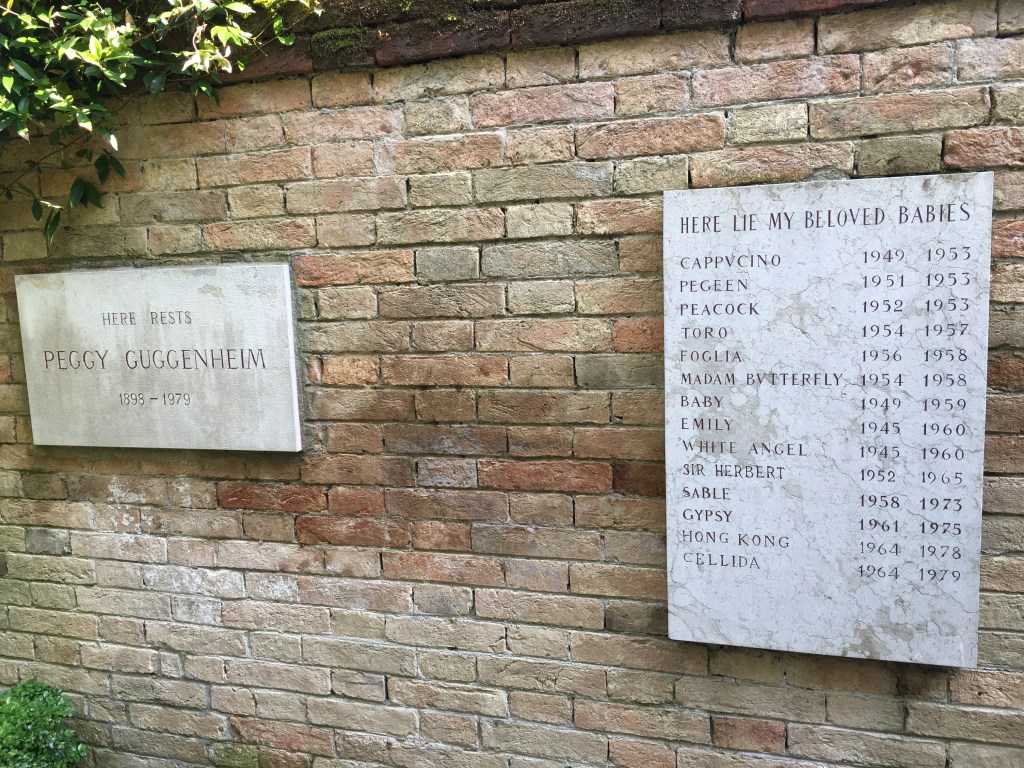 HERE RESTS
PEGGY GUGGENHEIM
1898 – 1979
HERE LIE MY BELOVED BABIES
CAPPVCINO 1949 1953
PEGEEN 1951 1953
PEACOCK 1952 1953
TORO 1954 1957
FOGLIA 1956 1958
MADAM BVTTERFLY 1954 1958
BABY 1949 1959
EMILY 1945 1960
WHITE ANGEL 1945 1960
SIR HERBERT 1952 1965
SABLE 1958 1973
GYPSY 1961 1975
HONG KONG 1964 1978
CELLIDA 1964 1979